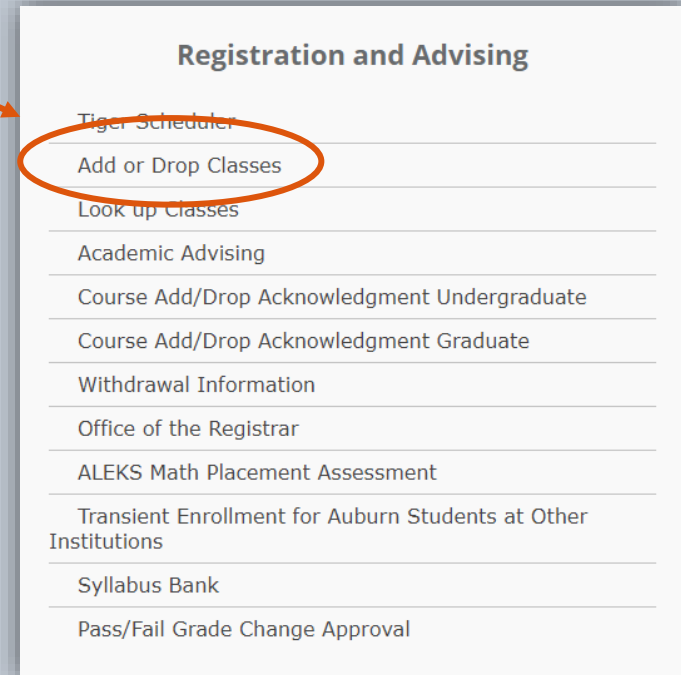 Registration and Advising
Tiger Scheduler
Add or Drop Classes
Look up Classes
Academic Advising
Course Add/Drop Acknowledgment Undergraduate
Course Add/Drop Acknowledgment Graduate
Withdrawal Information
Office of the Registrar
ALEKS Math Placement Assessment
Transient Enrollment for Auburn Students at Other
Institutions
Syllabus Bank
Pass/Fail Grade Change Approval